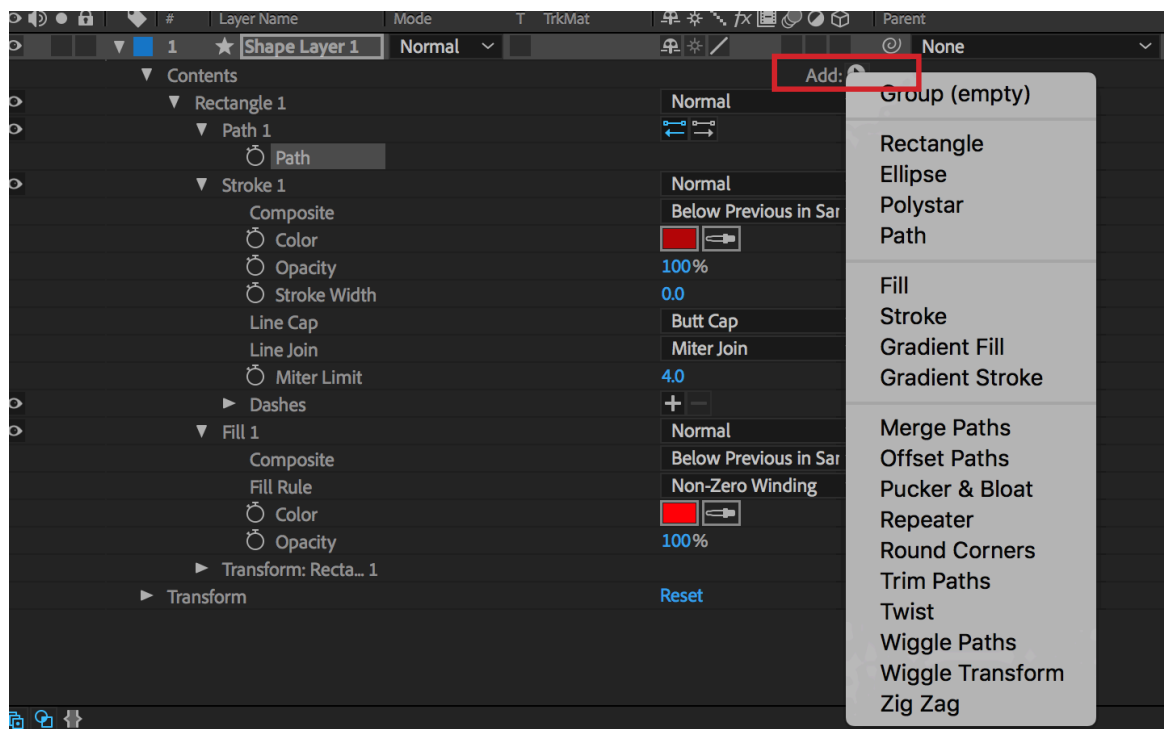 # Layer Name Mode T TrkMat Parent
1 Shape Layer 1 Normal None
Contents Add:
Group (empty)
Rectangle 1 Normal
Path 1
Rectangle
Path
Ellipse
Stroke 1 Normal
Polystar
Composite Below Previous in Sar
Path
Color
Opacity 100%
Fill
Stroke Width 0.0
Stroke
Line Cap Butt Cap
Gradient Fill
Line Join Miter Join
Gradient Stroke
Miter Limit 4.0
Dashes
Merge Paths
Fill 1 Normal
Offset Paths
Composite Below Previous in Sar
Pucker & Bloat
Fill Rule Non-Zero Winding
Repeater
Color
Round Corners
Opacity 100%
Trim Paths
Transform: Recta... 1
Twist
Transform Reset
Wiggle Paths
Wiggle Transform
Zig Zag